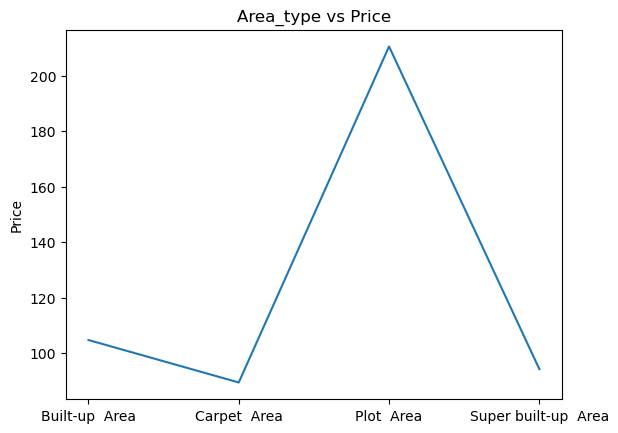 Area_type vs Price
Price
200
180
160
140
120
100
Built-up  Area
Carpet  Area
Plot  Area
Super built-up  Area